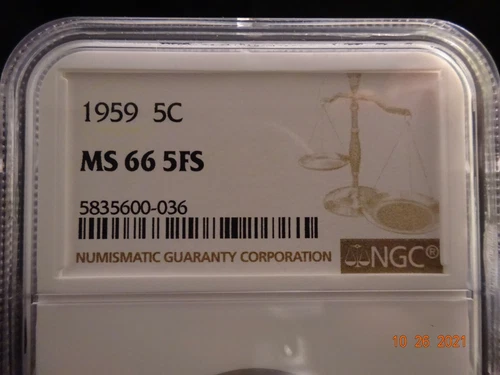 1959 5C
MS 66 5FS
5835600-036
NUMISMATIC GUARANTY CORPORATION
NGC®
10 26 2021